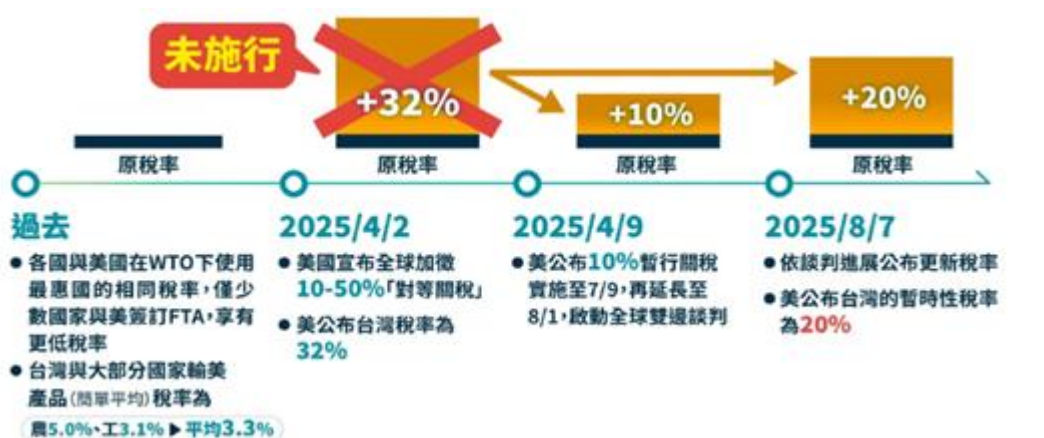 未施行
+32%
+10%
+20%
原稅率
原稅率
原稅率
原稅率
過去
● 各國與美國在WTO下使用
最惠國的相同稅率，僅少
數國家與美簽訂FTA，享有
更低稅率
● 台灣與大部分國家輸美
產品(簡單平均)稅率為
農5.0%、工3.1% ▶ 平均3.3%
2025/4/2
● 美國宣布全球加徵
10-50%「對等關稅」
● 美公布台灣稅率為
32%
2025/4/9
● 美公布10%暫行關稅
實施至7/9，再延長至
8/1，啟動全球雙邊談判
2025/8/7
● 依談判進展公布更新稅率
● 美公布台灣的暫時性稅率
為20%